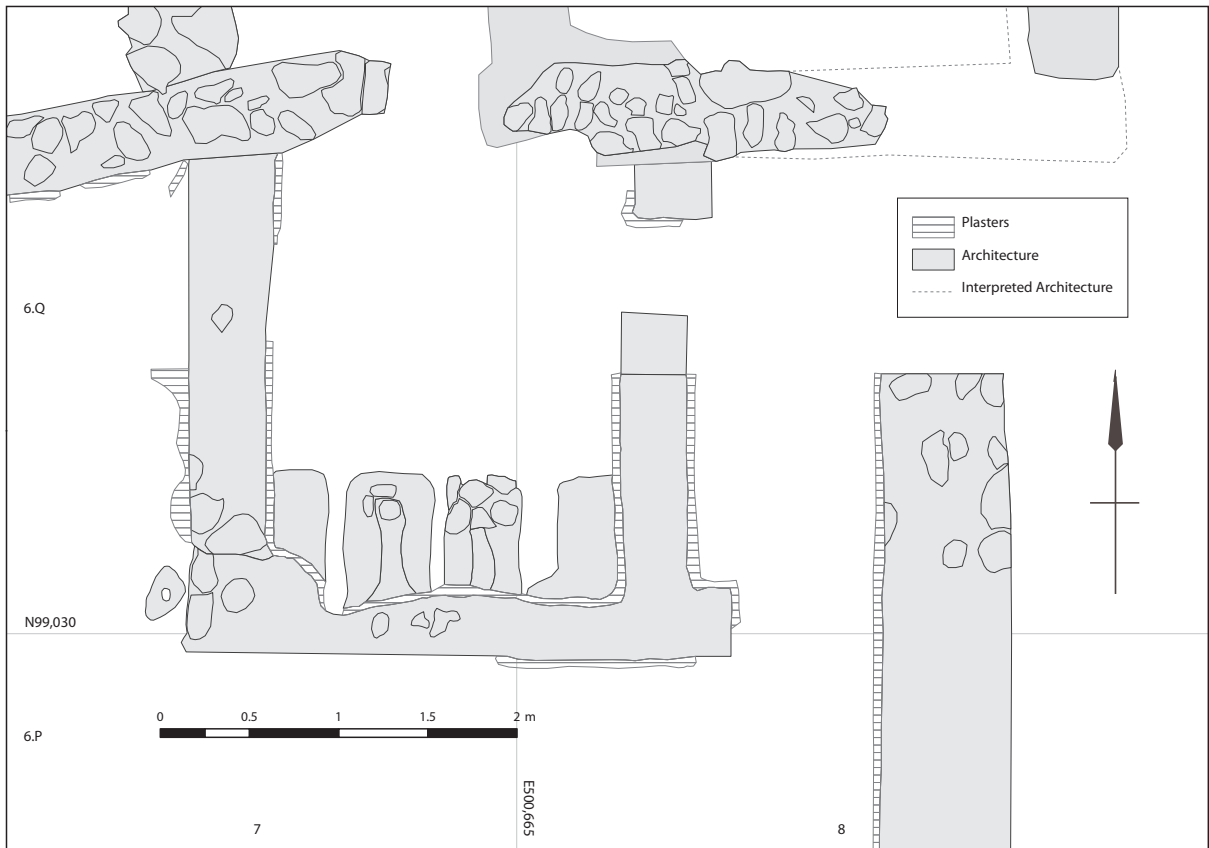 Plasters
Architecture
Interpreted Architecture
6.Q
N99,030
0 0.5 1 1.5 2 m
6.P
E500,665
7 8